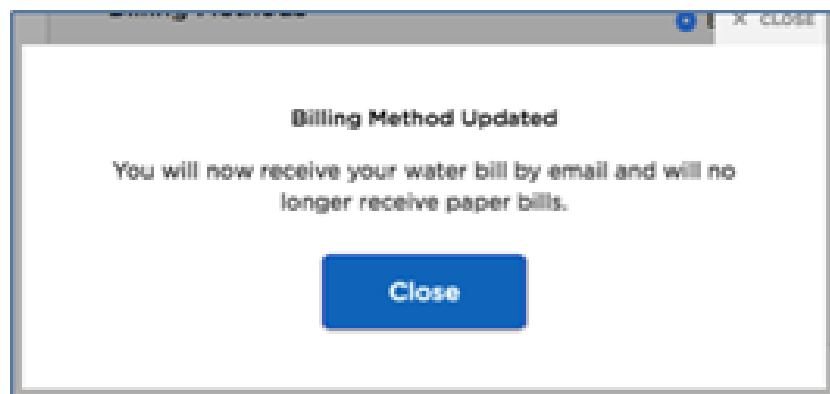 × CLOSE
Billing Method Updated
You will now receive your water bill by email and will no
longer receive paper bills.
Close